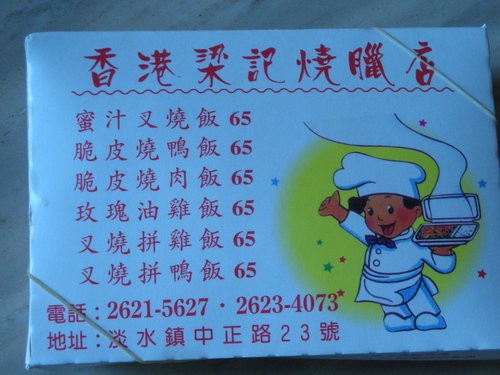 香港梁記燒臘店
蜜汁叉燒飯 65
脆皮燒鴨飯 65
脆皮燒肉飯 65
玫瑰油雞飯 65
叉燒拼雞飯 65
叉燒拼鴨飯 65
電話：2621-5627・2623-4073
地址：淡水鎮中正路23號